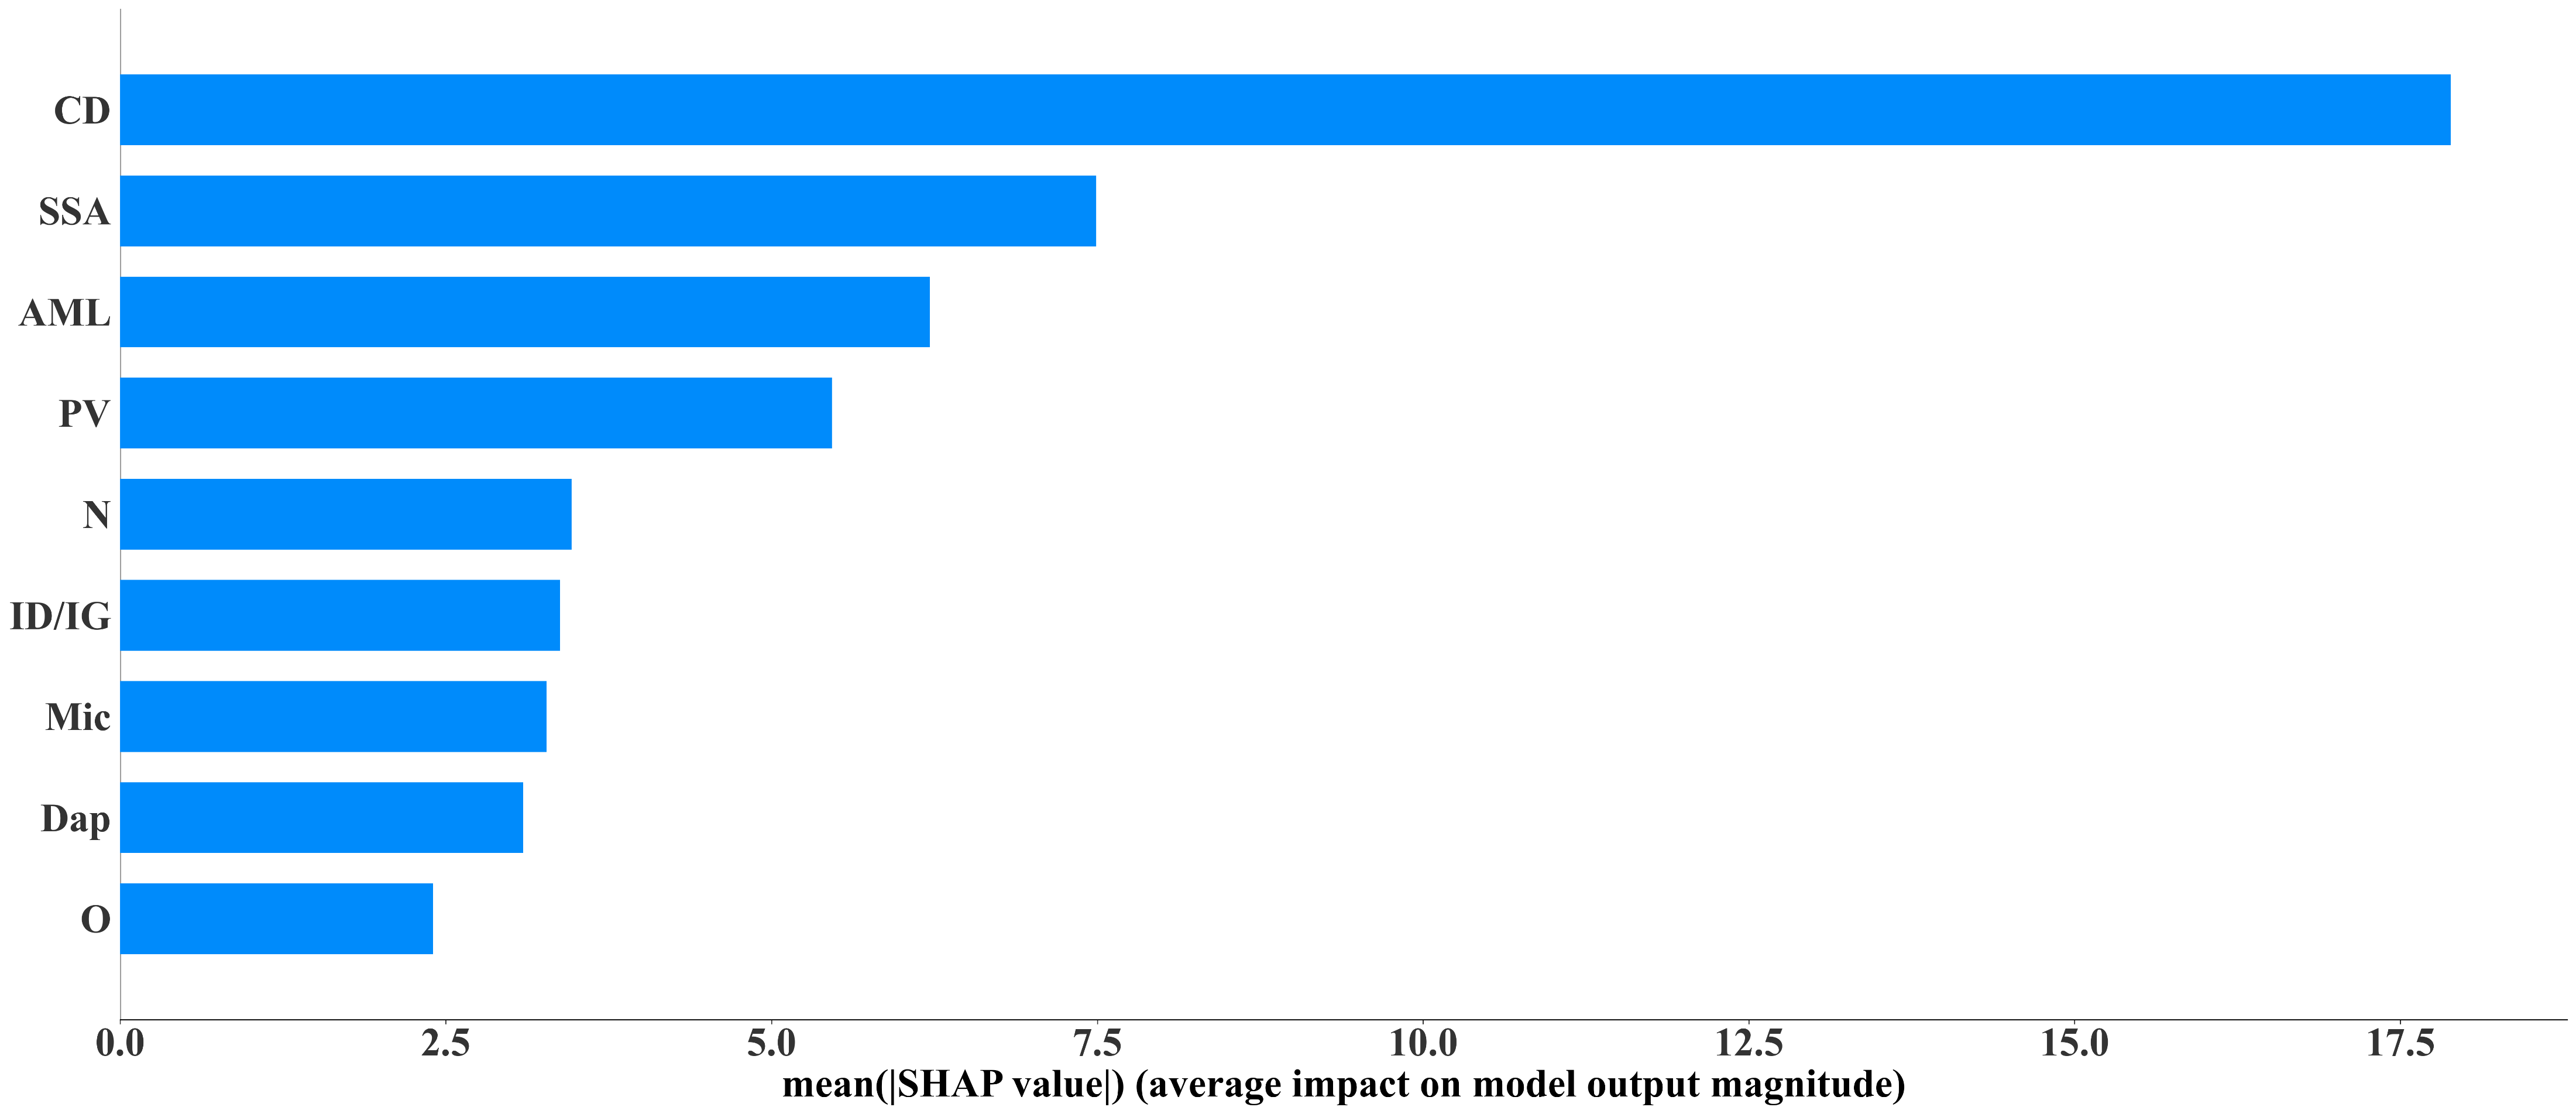 CD
SSA
AML
PV
N
ID/IG
Mic
Dap
O
0.0 2.5 5.0 7.5 10.0 12.5 15.0 17.5
mean(|SHAP value|) (average impact on model output magnitude)